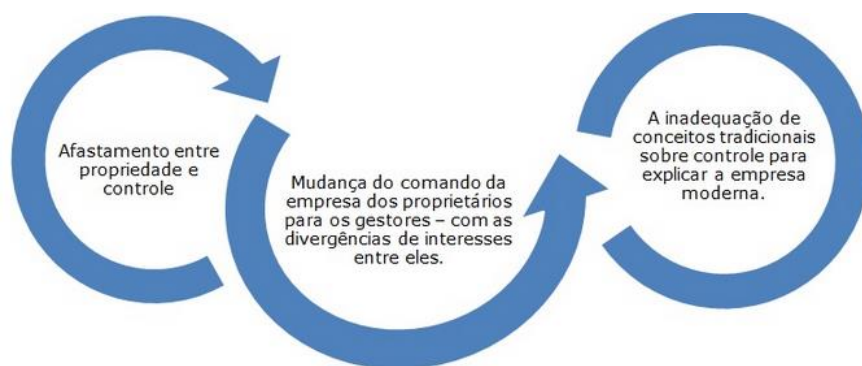 Afastamento entre
propriedade e
controle
Mudança do comando da
empresa dos proprietários
para os gestores – com as
divergências de interesses
entre eles.
A inadequação de
conceitos tradicionais
sobre controle para
explicar a empresa
moderna.